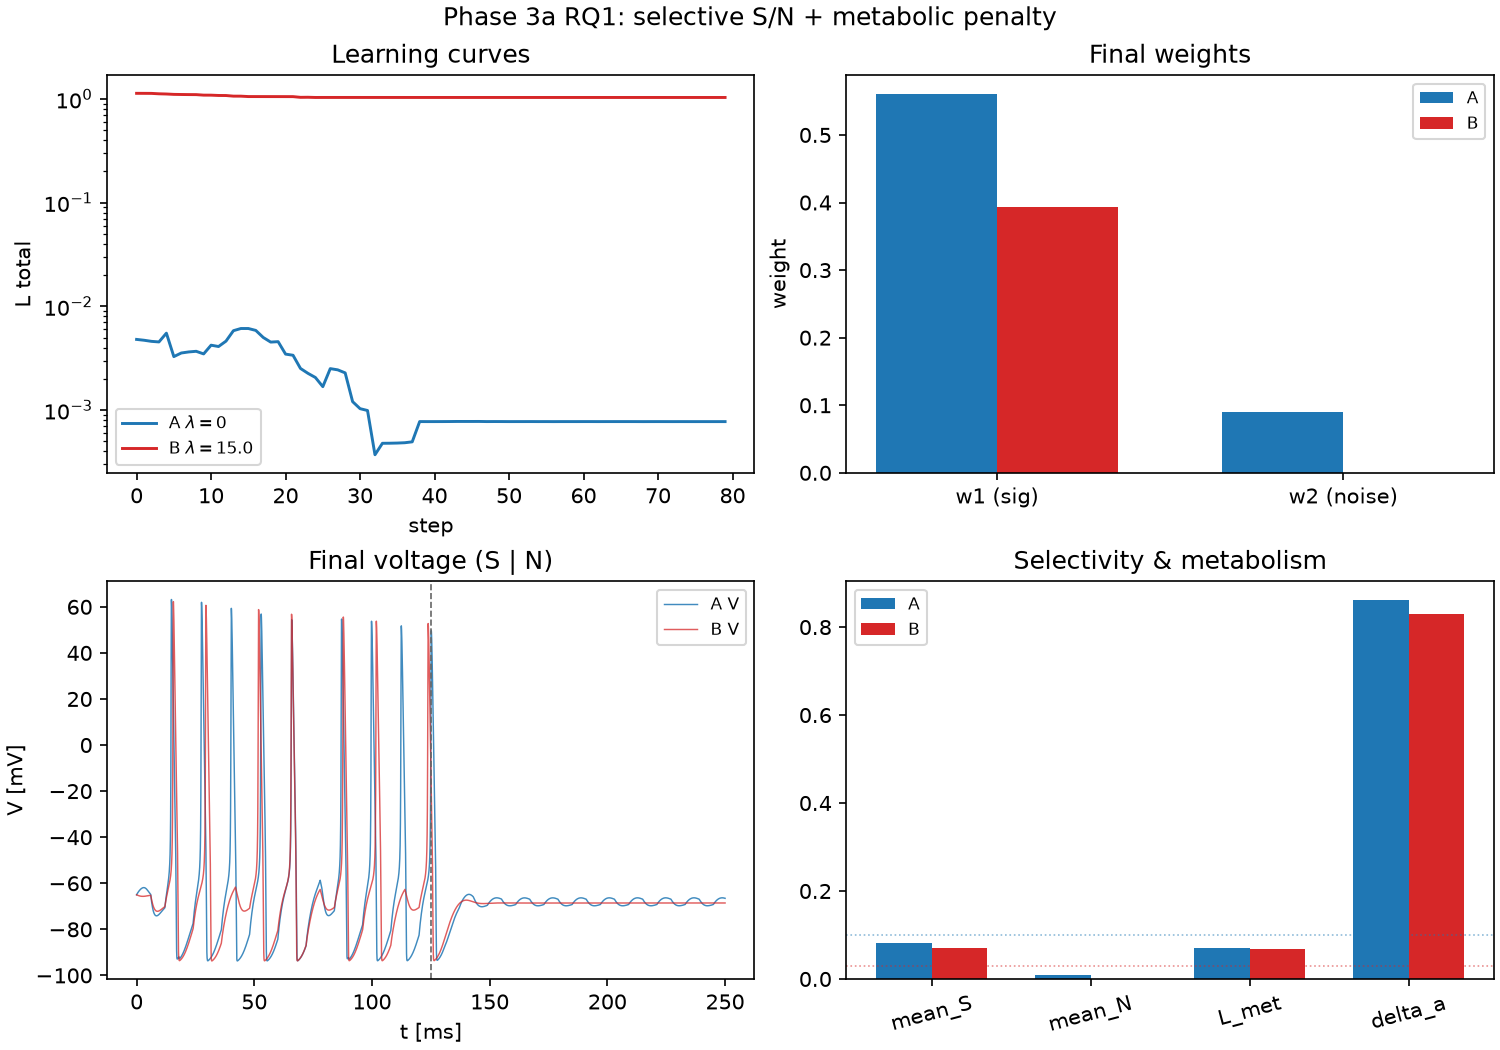 Phase 3a RQ1: selective S/N + metabolic penalty
Learning curves
L total
10⁰
10⁻¹
10⁻²
10⁻³
A λ = 0
B λ = 15.0
0 10 20 30 40 50 60 70 80
step
Final weights
weight
0.5
0.4
0.3
0.2
0.1
0.0
A
B
w1 (sig) w2 (noise)
Final voltage (S | N)
V [mV]
60
40
20
0
−20
−40
−60
−80
−100
A V
B V
0 50 100 150 200 250
t [ms]
Selectivity & metabolism
0.8
0.6
0.4
0.2
0.0
A
B
mean_S mean_N L_met delta_a